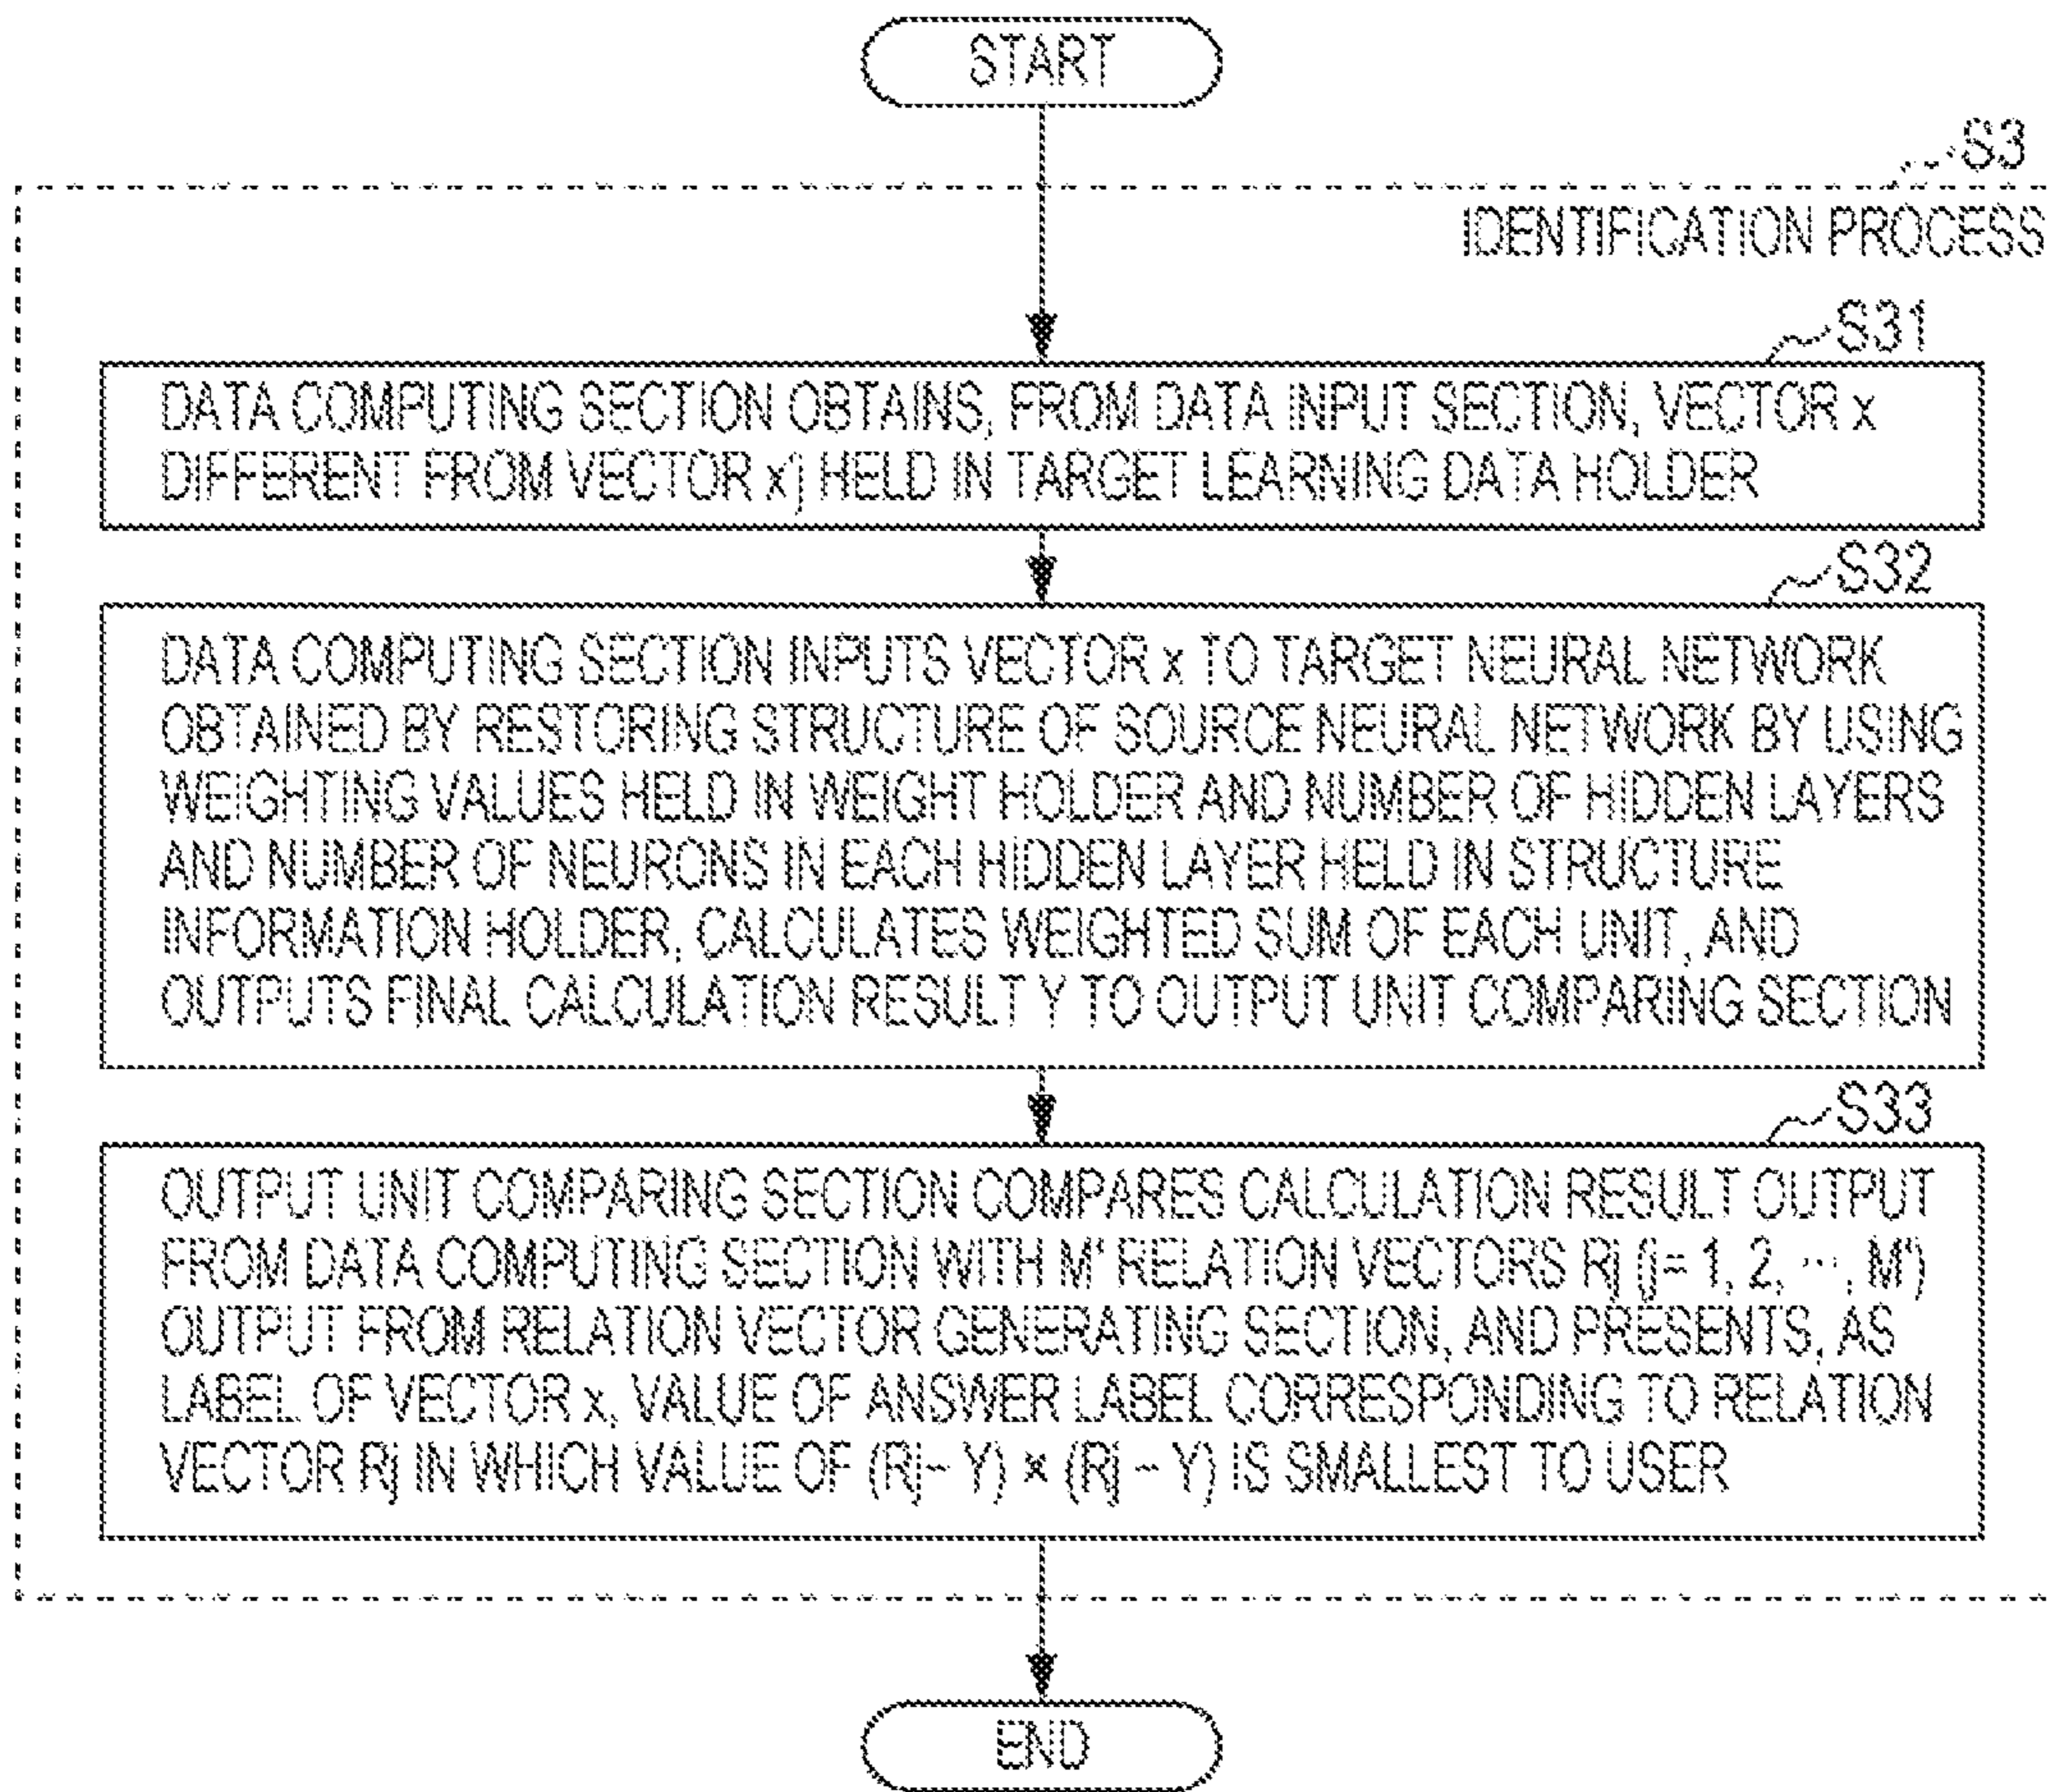 START
S3
IDENTIFICATION PROCESS
S31
DATA COMPUTING SECTION OBTAINS, FROM DATA INPUT SECTION, VECTOR x
DIFFERENT FROM VECTOR x'j HELD IN TARGET LEARNING DATA HOLDER
S32
DATA COMPUTING SECTION INPUTS VECTOR x TO TARGET NEURAL NETWORK
OBTAINED BY RESTORING STRUCTURE OF SOURCE NEURAL NETWORK BY USING
WEIGHTING VALUES HELD IN WEIGHT HOLDER AND NUMBER OF HIDDEN LAYERS
AND NUMBER OF NEURONS IN EACH HIDDEN LAYER HELD IN STRUCTURE
INFORMATION HOLDER, CALCULATES WEIGHTED SUM OF EACH UNIT, AND
OUTPUTS FINAL CALCULATION RESULT Y TO OUTPUT UNIT COMPARING SECTION
S33
OUTPUT UNIT COMPARING SECTION COMPARES CALCULATION RESULT OUTPUT
FROM DATA COMPUTING SECTION WITH M' RELATION VECTORS Rj (j = 1, 2, ···, M')
OUTPUT FROM RELATION VECTOR GENERATING SECTION, AND PRESENTS, AS
LABEL OF VECTOR x, VALUE OF ANSWER LABEL CORRESPONDING TO RELATION
VECTOR Rj IN WHICH VALUE OF (Rj – Y) × (Rj – Y) IS SMALLEST TO USER
END